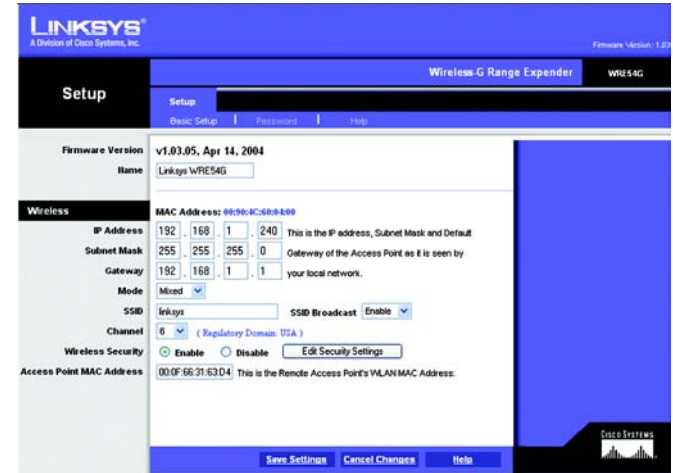 LINKSYS®
A Division of Cisco Systems, Inc.
Firmware Version: 1.03
Wireless-G Range Expender WRE54G
Setup
Setup
Basic Setup | Password | Help
Firmware Version v1.03.05, Apr 14, 2004
Name Linksys WRE54G
Wireless
MAC Address: 00:90:4C:60:04:00
IP Address 192 . 168 . 1 . 240 This is the IP address, Subnet Mask and Default
Subnet Mask 255 . 255 . 255 . 0 Gateway of the Access Point as it is seen by
Gateway 192 . 168 . 1 . 1 your local network.
Mode Mixed
SSID linksys SSID Broadcast Enable
Channel 6 ( Regulatory Domain: USA )
Wireless Security Enable Disable Edit Security Settings
Access Point MAC Address 00:0F:66:31:63:D4 This is the Remote Access Point's WLAN MAC Address:
Save Settings Cancel Changes Help
CISCO SYSTEMS